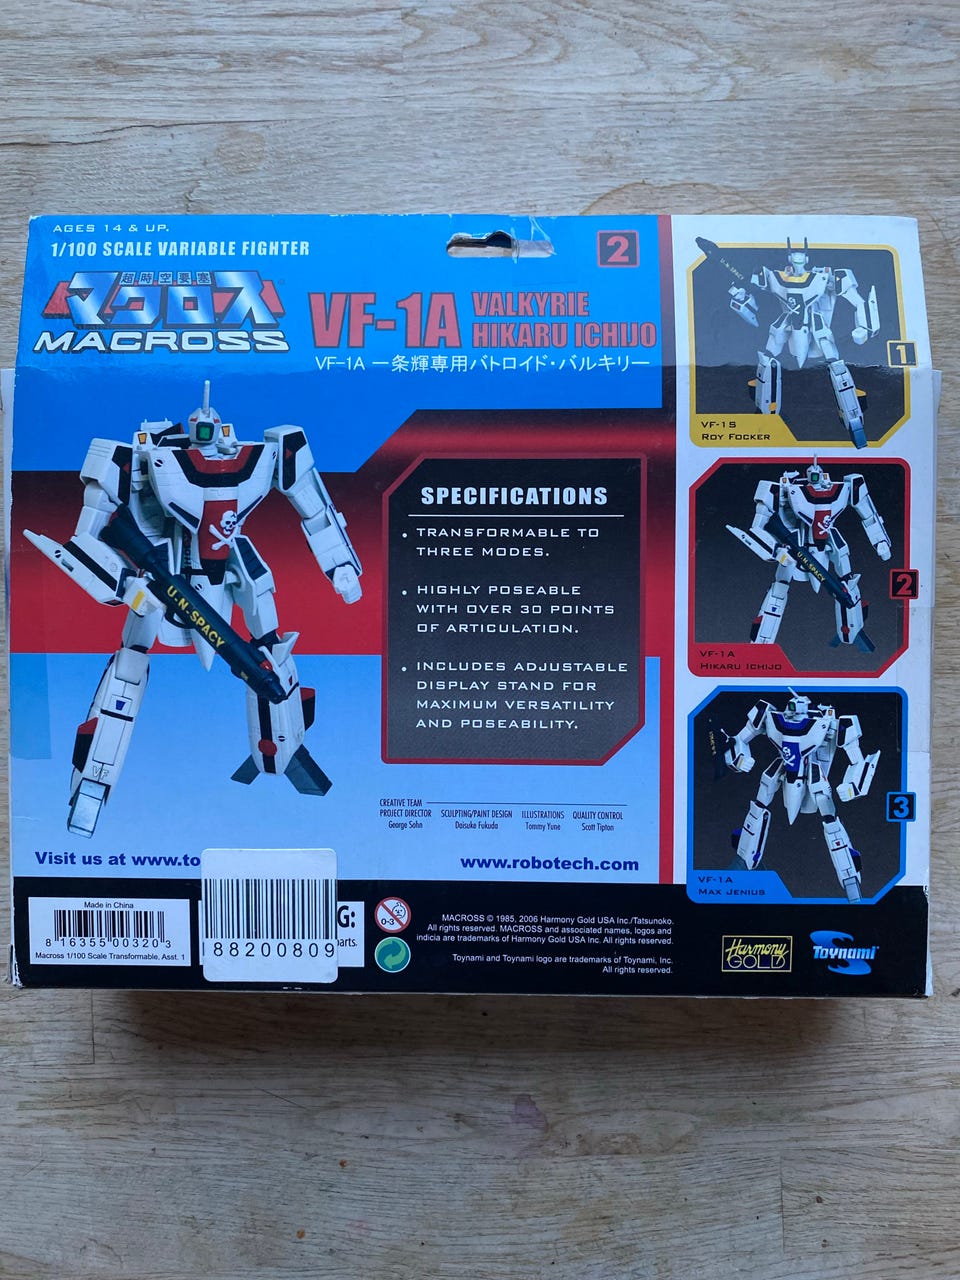 AGES 14 & UP.
1/100 SCALE VARIABLE FIGHTER
超時空要塞
マクロス
MACROSS
2
VF-1A VALKYRIE
HIKARU ICHIJO
VF-1A 一条輝専用バトロイド・バルキリー
U.N.SPACY
VF
SPECIFICATIONS
• TRANSFORMABLE TO
THREE MODES.
• HIGHLY POSEABLE
WITH OVER 30 POINTS
OF ARTICULATION.
• INCLUDES ADJUSTABLE
DISPLAY STAND FOR
MAXIMUM VERSATILITY
AND POSEABILITY.
CREATIVE TEAM
PROJECT DIRECTOR
George Sohn
SCULPTING/PAINT DESIGN
Daisuke Fukuda
ILLUSTRATIONS
Tommy Yune
QUALITY CONTROL
Scott Tipton
Visit us at www.to
www.robotech.com
U.N.SPACY
1
VF-1S
ROY FOCKER
U.N.SPACY
2
VF-1A
HIKARU ICHIJO
3
VF-1A
MAX JENIUS
Made in China
8 16355 00320 3
Macross 1/100 Scale Transformable, Asst. 1
88200809
G:
parts.
0-3
MACROSS © 1985, 2006 Harmony Gold USA Inc./Tatsunoko.
All rights reserved. MACROSS and associated names, logos and
indicia are trademarks of Harmony Gold USA Inc. All rights reserved.
Toynami and Toynami logo are trademarks of Toynami, Inc.
All rights reserved.
Harmony
GOLD
Toynami